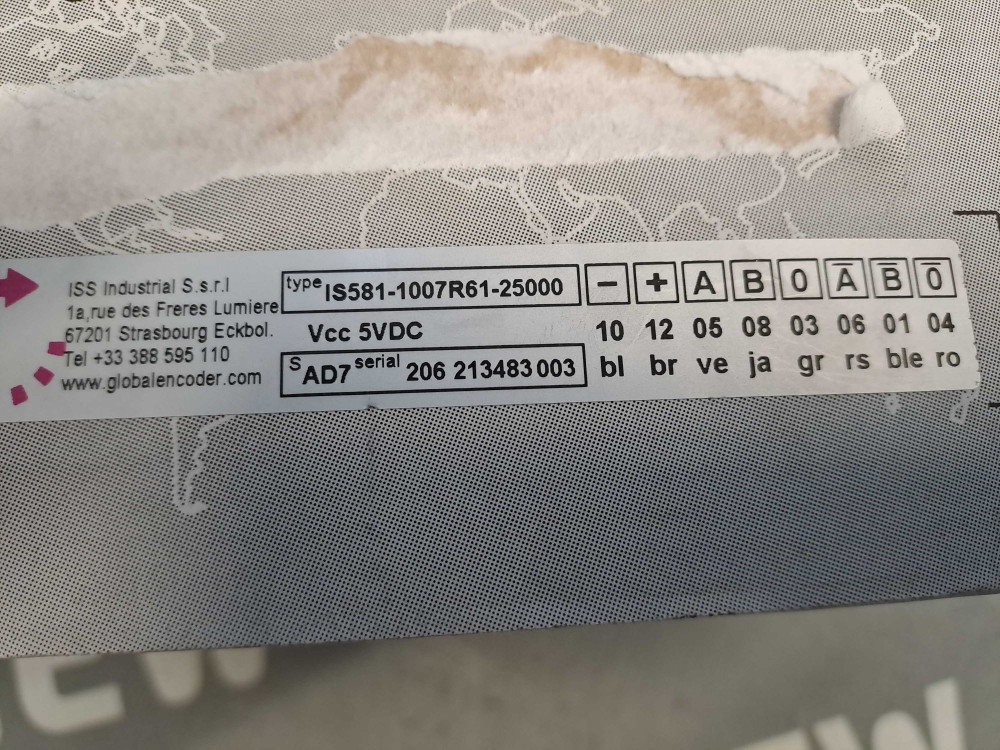 ISS Industrial S.s.r.l
1a,rue des Freres Lumiere
67201 Strasbourg Eckbol.
Tel +33 388 595 110
www.globalencoder.com
type IS581-1007R61-25000
Vcc 5VDC
S AD7 serial 206 213483 003
− + A B 0 A̅ B̅ 0̅
10 12 05 08 03 06 01 04
bl br ve ja gr rs ble ro
EW
EW